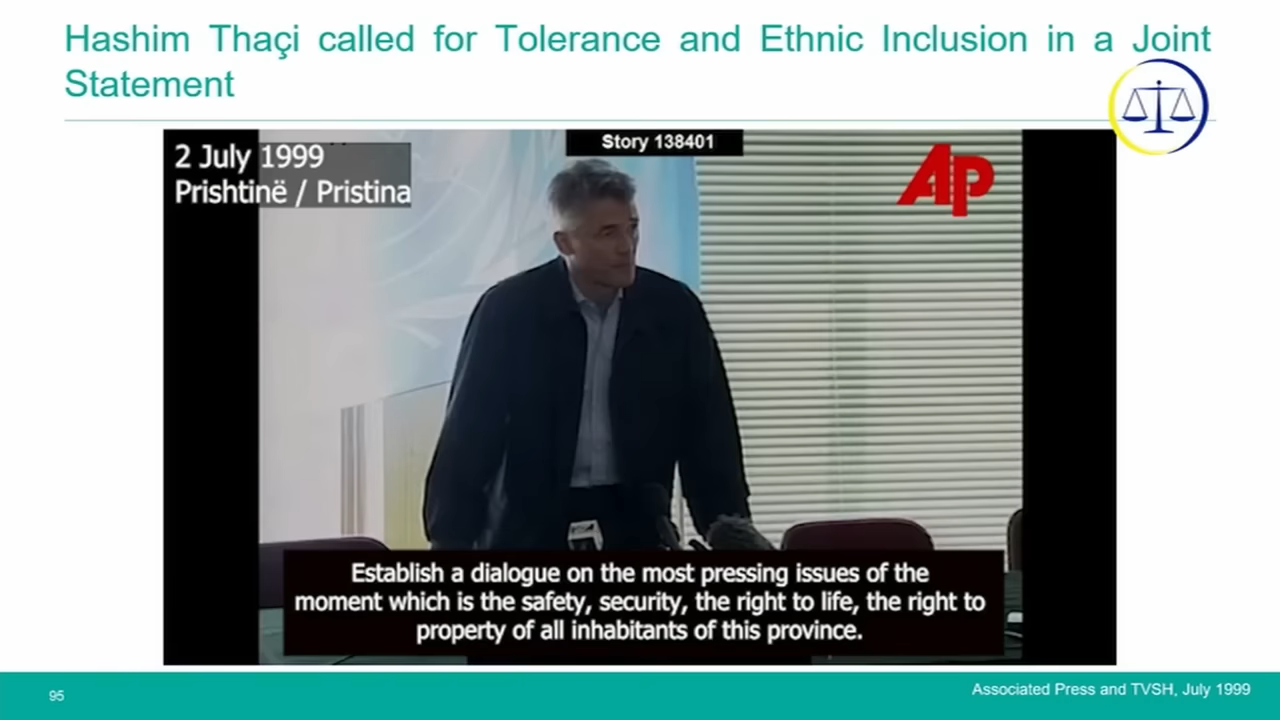 Hashim Thaçi called for Tolerance and Ethnic Inclusion in a Joint
Statement
Story 138401
2 July 1999
Prishtinë / Pristina
AP
Establish a dialogue on the most pressing issues of the
moment which is the safety, security, the right to life, the right to
property of all inhabitants of this province.
95
Associated Press and TVSH, July 1999